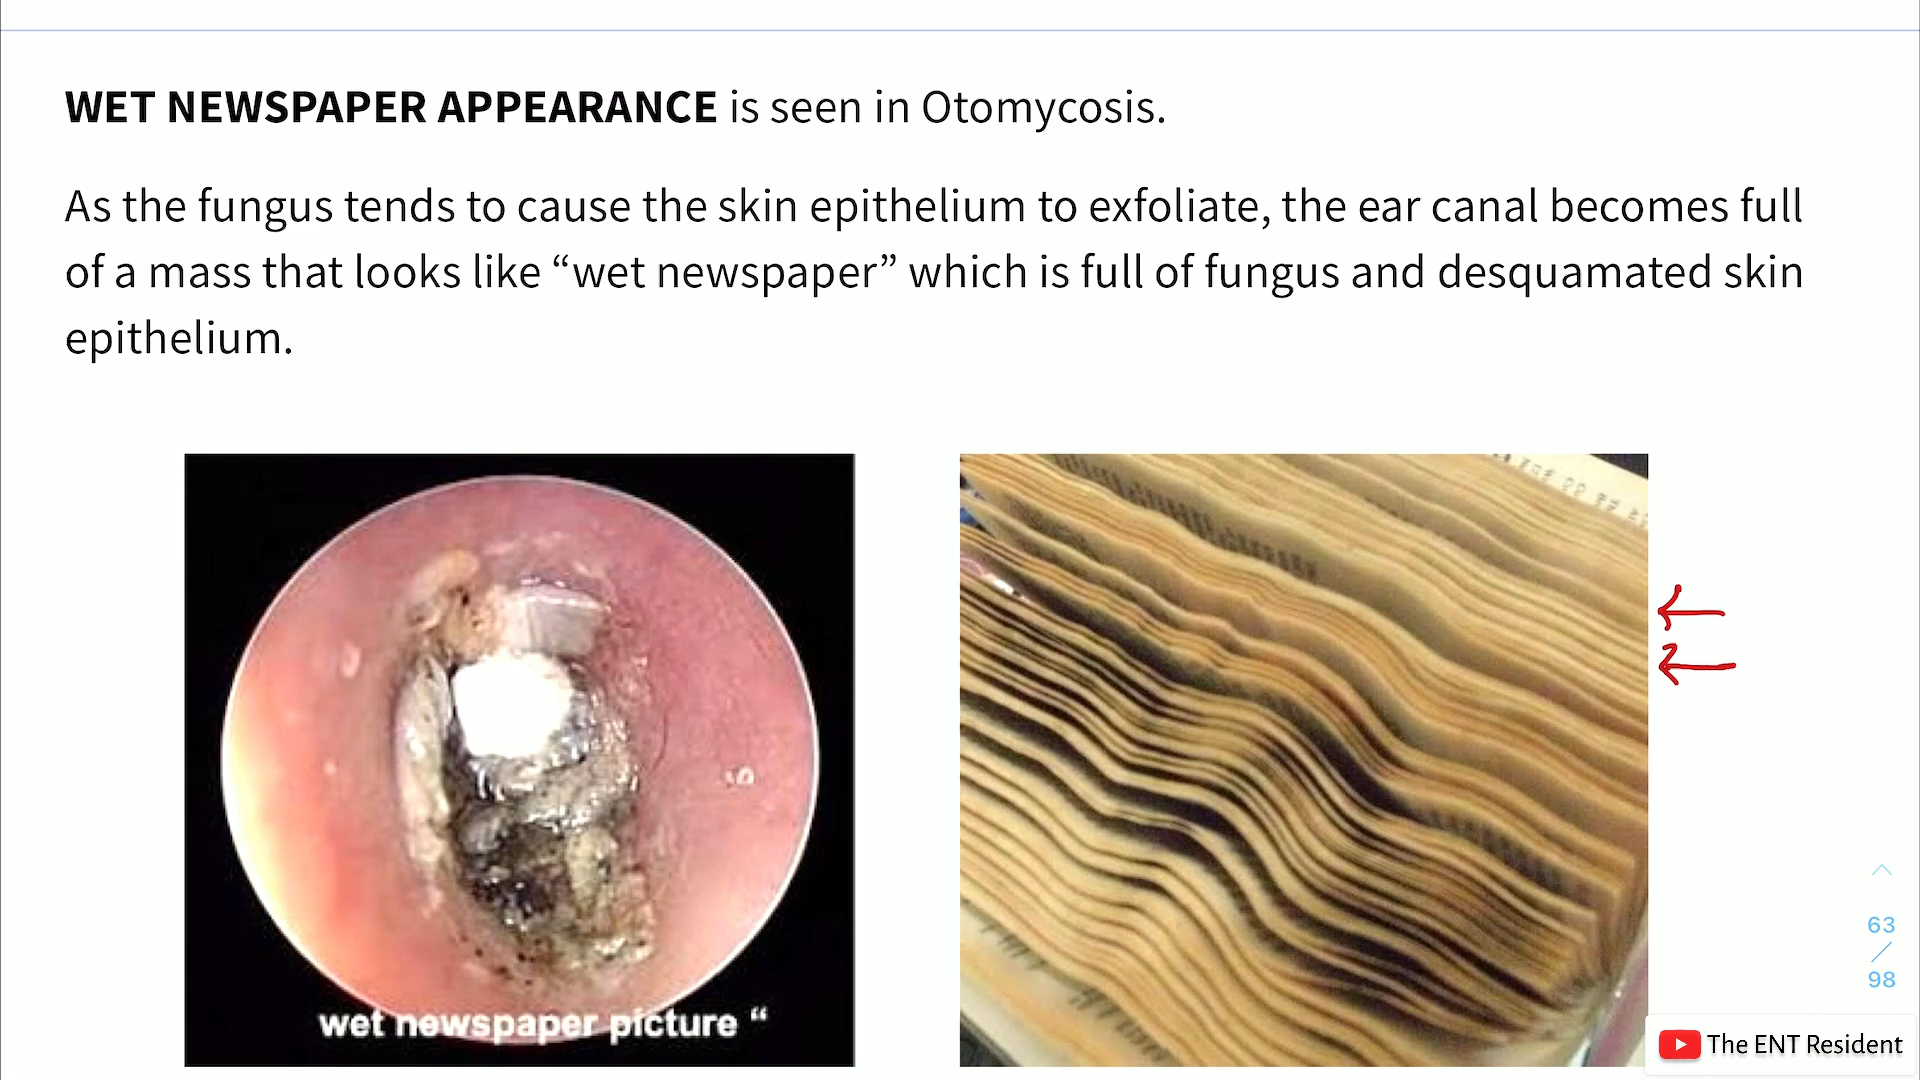 WET NEWSPAPER APPEARANCE is seen in Otomycosis.
As the fungus tends to cause the skin epithelium to exfoliate, the ear canal becomes full
of a mass that looks like “wet newspaper” which is full of fungus and desquamated skin
epithelium.
wet newspaper picture “
63
/
98
The ENT Resident